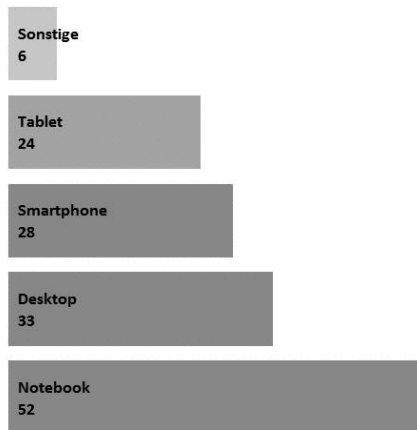 Sonstige
6
Tablet
24
Smartphone
28
Desktop
33
Notebook
52